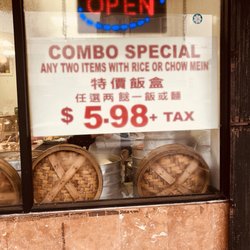 OPEN
COMBO SPECIAL
ANY TWO ITEMS WITH RICE OR CHOW MEIN
特價飯盒
任選兩餸一飯或麵
$5.98+ TAX